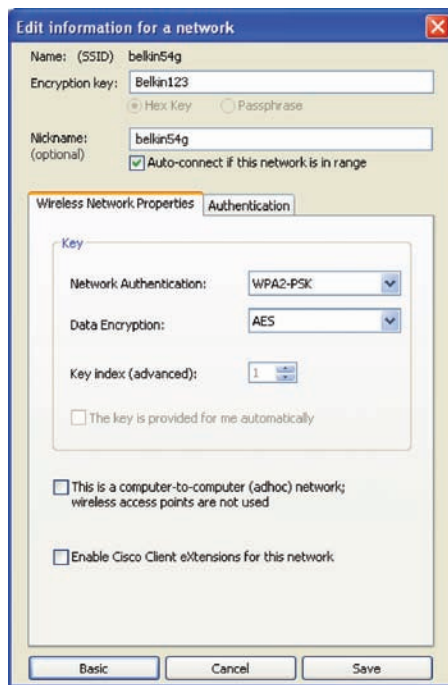 Edit information for a network
Name: (SSID) belkin54g
Encryption key: Belkin123
Hex Key Passphrase
Nickname: belkin54g
(optional)
Auto-connect if this network is in range
Wireless Network Properties Authentication
Key
Network Authentication: WPA2-PSK
Data Encryption: AES
Key index (advanced): 1
The key is provided for me automatically
This is a computer-to-computer (adhoc) network;
wireless access points are not used
Enable Cisco Client eXtensions for this network
Basic Cancel Save